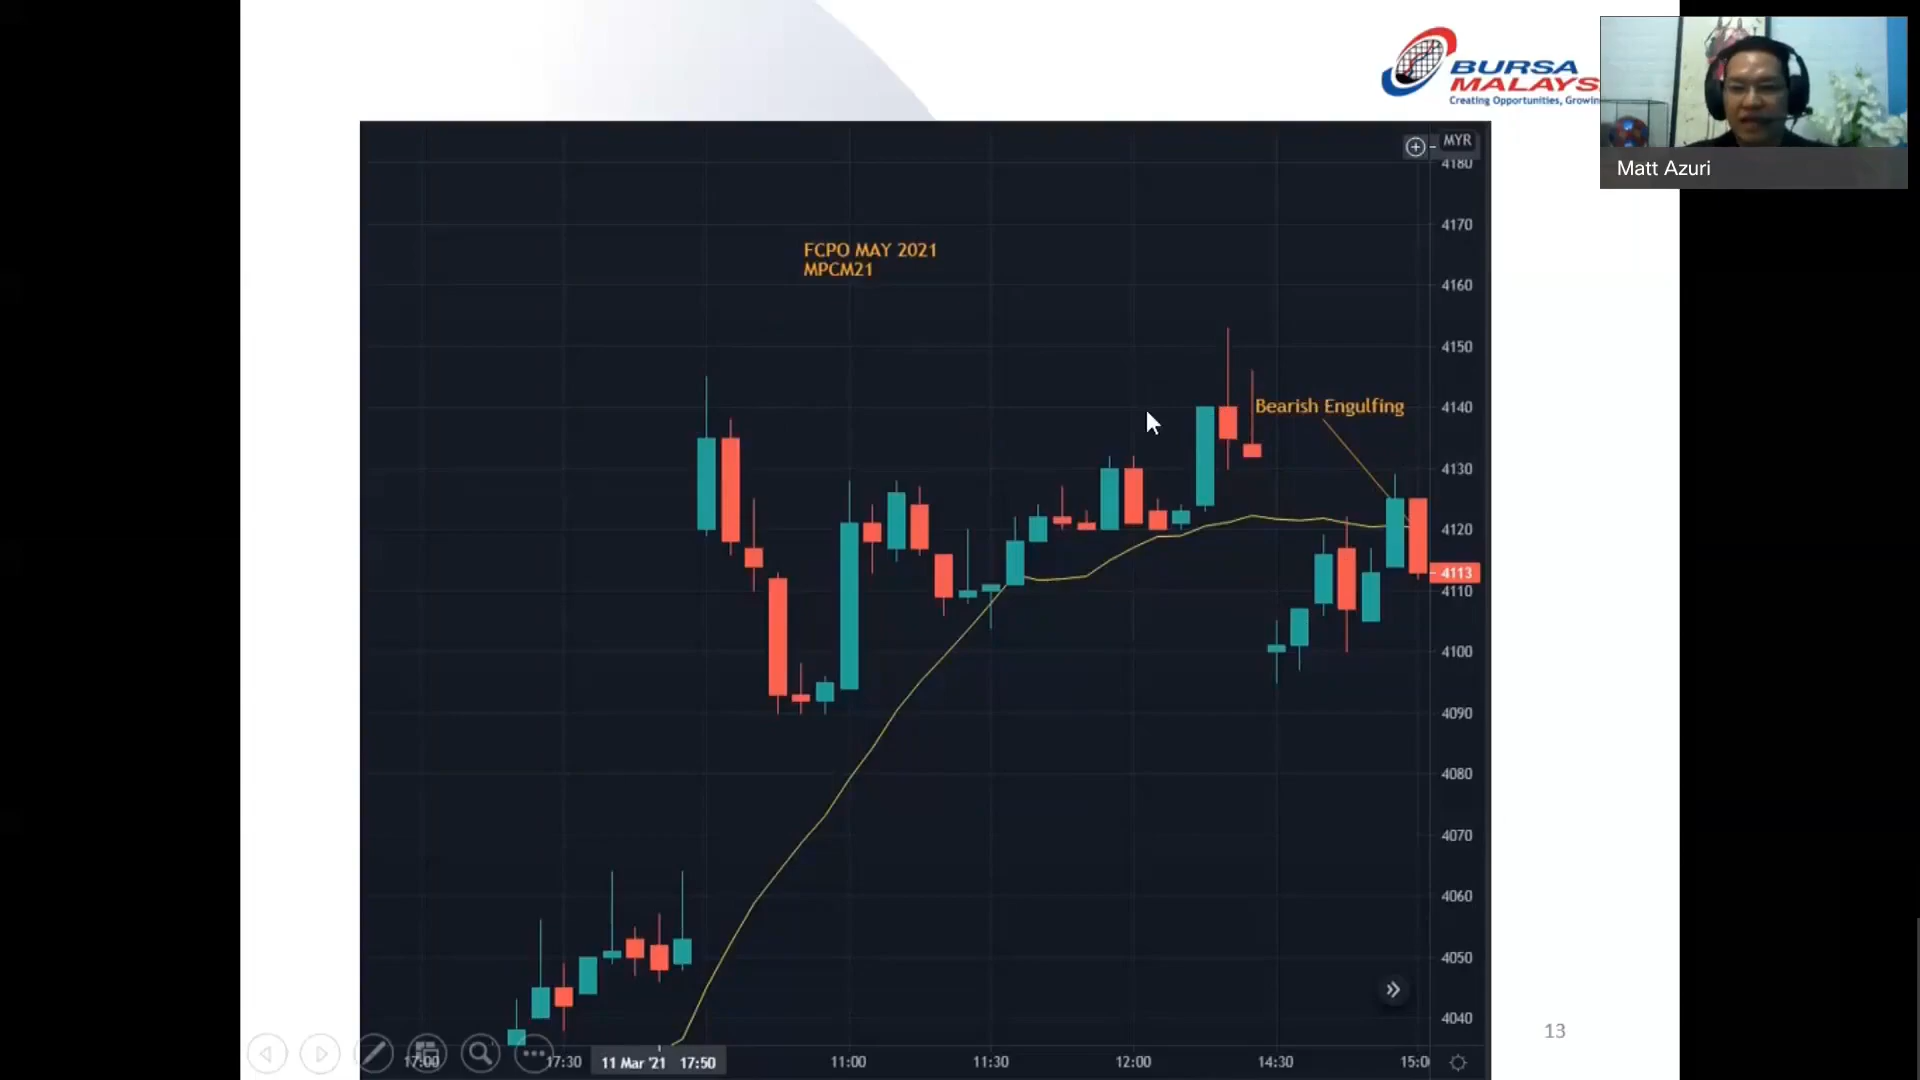 BURSA
MALAYS
Creating Opportunities, Growin
Matt Azuri
MYR
4180
4170
FCPO MAY 2021
MPCM21
4160
4150
Bearish Engulfing
4140
4130
4120
4113
4110
4100
4090
4080
4070
4060
4050
4040
13
17:00
17:30
11 Mar '21 17:50
11:00
11:30
12:00
14:30
15:0